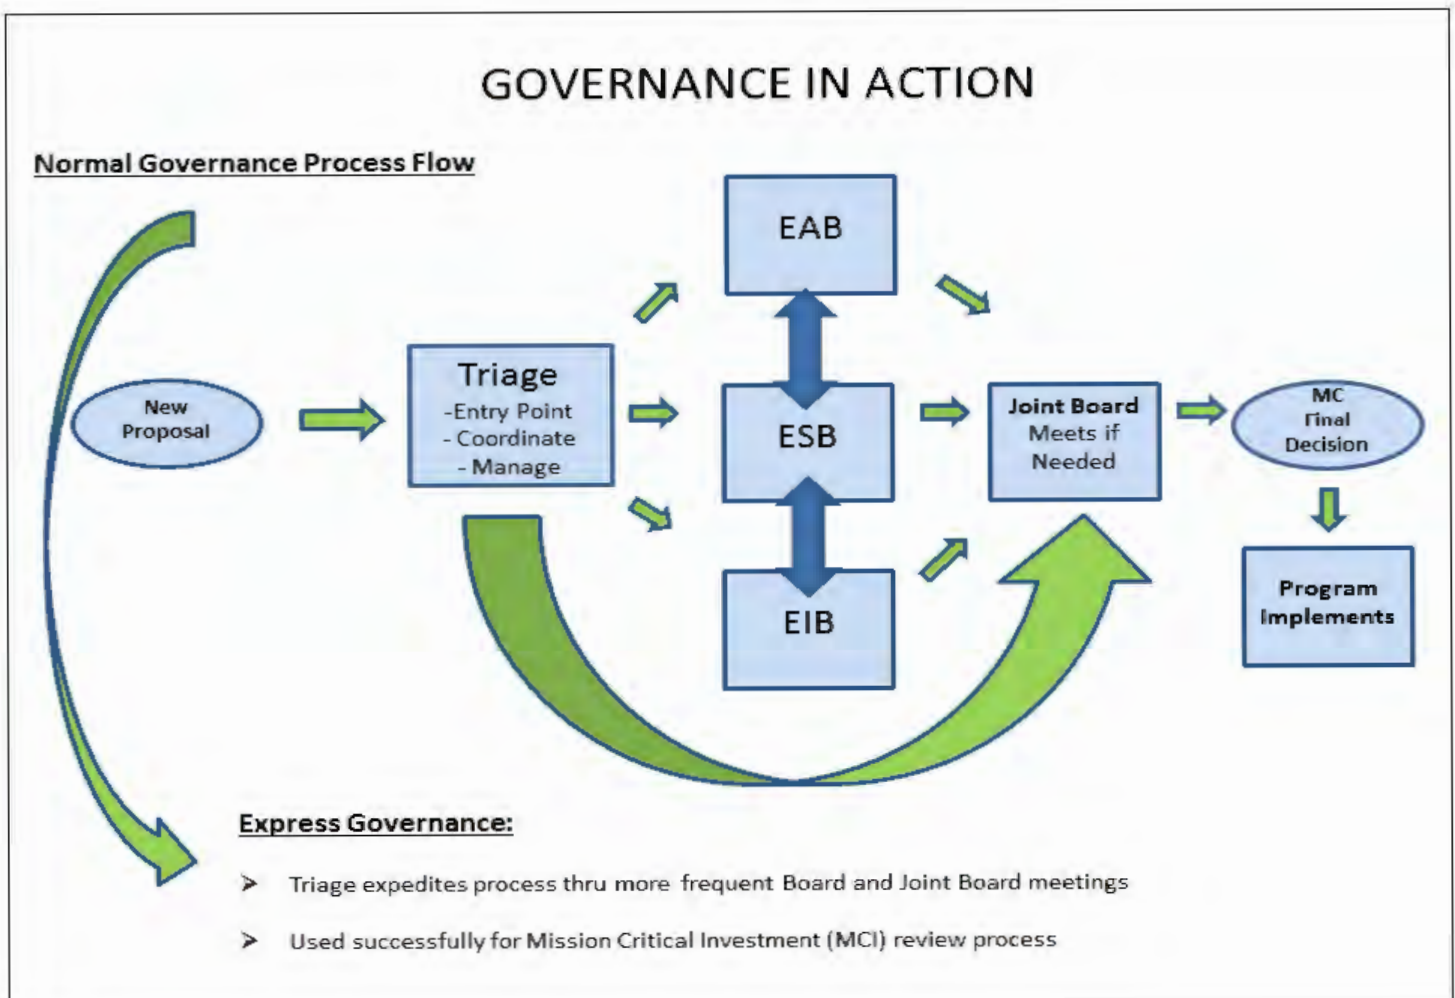 GOVERNANCE IN ACTION
Normal Governance Process Flow
New
Proposal
Triage
-Entry Point
- Coordinate
- Manage
EAB
ESB
EIB
Joint Board
Meets if
Needed
MC
Final
Decision
Program
Implements
Express Governance:
➢ Triage expedites process thru more frequent Board and Joint Board meetings
➢ Used successfully for Mission Critical Investment (MCI) review process